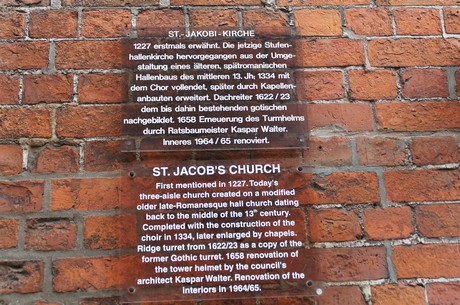 ST.-JAKOBI-KIRCHE
1227 erstmals erwähnt. Die jetzige Stufen-
hallenkirche hervorgegangen aus der Umge-
staltung eines älteren, spätromanischen
Hallenbaus des mittleren 13. Jh; 1334 mit
dem Chor vollendet, später durch Kapellen-
anbauten erweitert. Dachreiter 1622/ 23
dem bis dahin bestehenden gotischen
nachgebildet. 1658 Erneuerung des Turmhelms
durch Ratsbaumeister Kaspar Walter.
Inneres 1964 / 65 renoviert.
ST. JACOB'S CHURCH
First mentioned in 1227. Today's
three-aisle church created on a modified
older late-Romanesque hall church dating
back to the middle of the 13th century.
Completed with the construction of the
choir in 1334, later enlarged by chapels.
Ridge turret from 1622/23 as a copy of the
former Gothic turret. 1658 renovation of
the tower helmet by the council's
architect Kaspar Walter. Renovation of the
interiors in 1964/65.